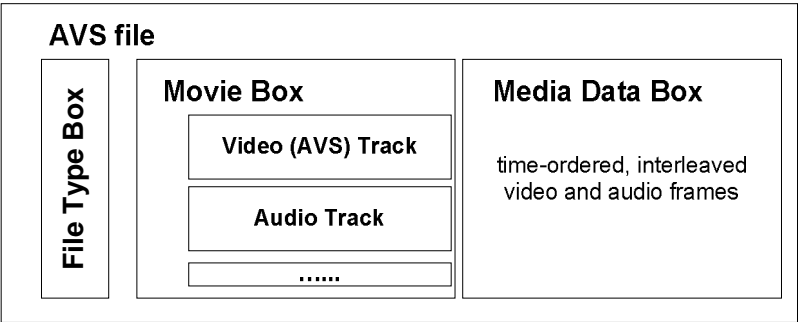 AVS file
File Type Box
Movie Box
Video (AVS) Track
Audio Track
…...
Media Data Box
time-ordered, interleaved
video and audio frames